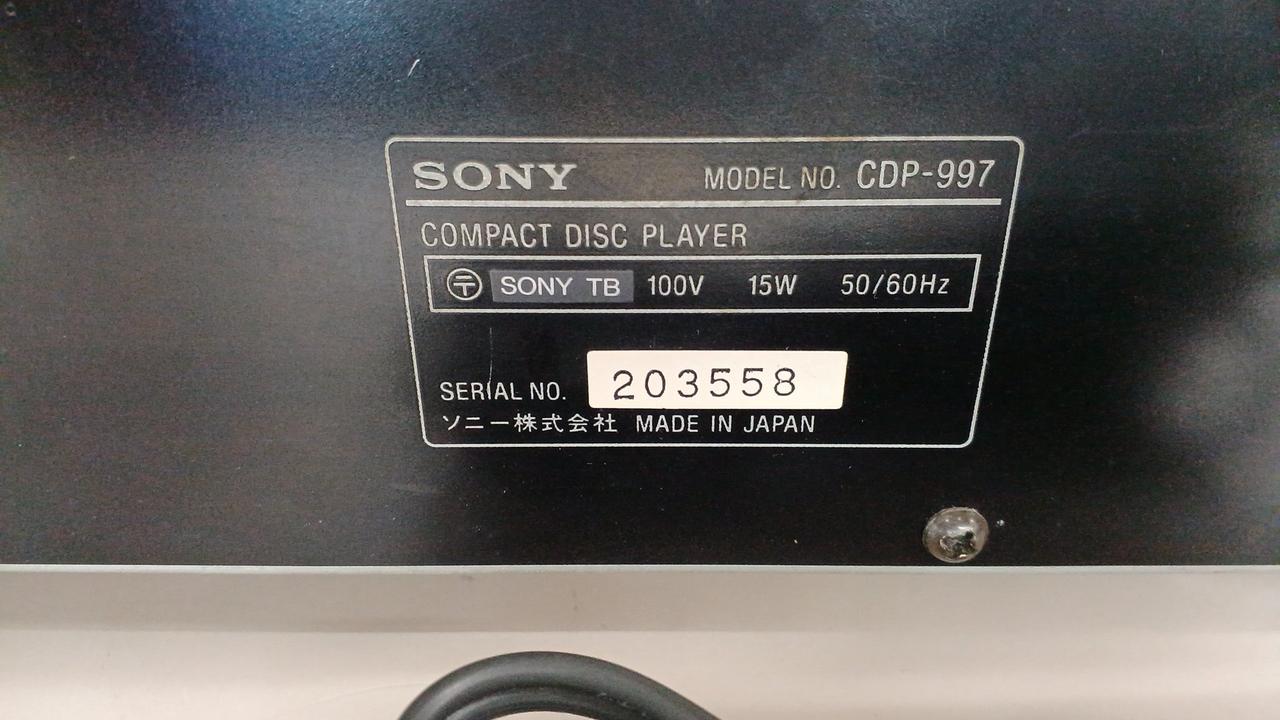 SONY MODEL NO. CDP-997
COMPACT DISC PLAYER
〶 SONY TB 100V 15W 50/60Hz
SERIAL NO. 203558
ソニー株式会社 MADE IN JAPAN